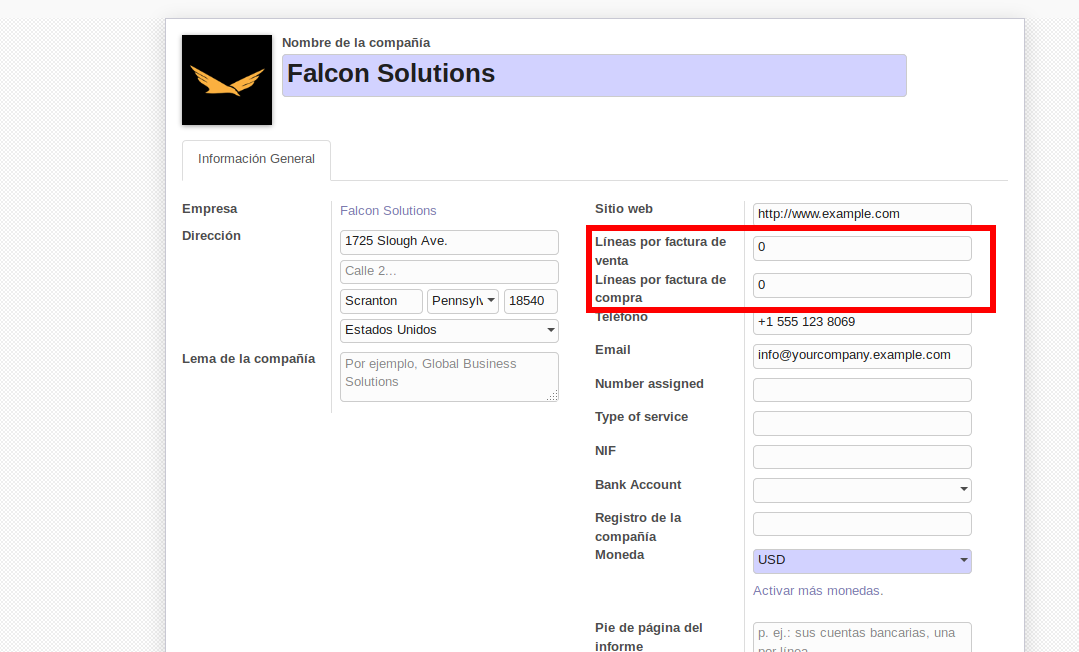 Nombre de la compañía
Falcon Solutions
Información General
Empresa
Falcon Solutions
Dirección
1725 Slough Ave.
Calle 2...
Scranton
Pennsylv
18540
Estados Unidos
Lema de la compañía
Por ejemplo, Global Business
Solutions
Sitio web
http://www.example.com
Líneas por factura de
venta
0
Líneas por factura de
compra
0
Teléfono
+1 555 123 8069
Email
info@yourcompany.example.com
Number assigned
Type of service
NIF
Bank Account
Registro de la
compañía
Moneda
USD
Activar más monedas.
Pie de página del
informe
p. ej.: sus cuentas bancarias, una
por línea